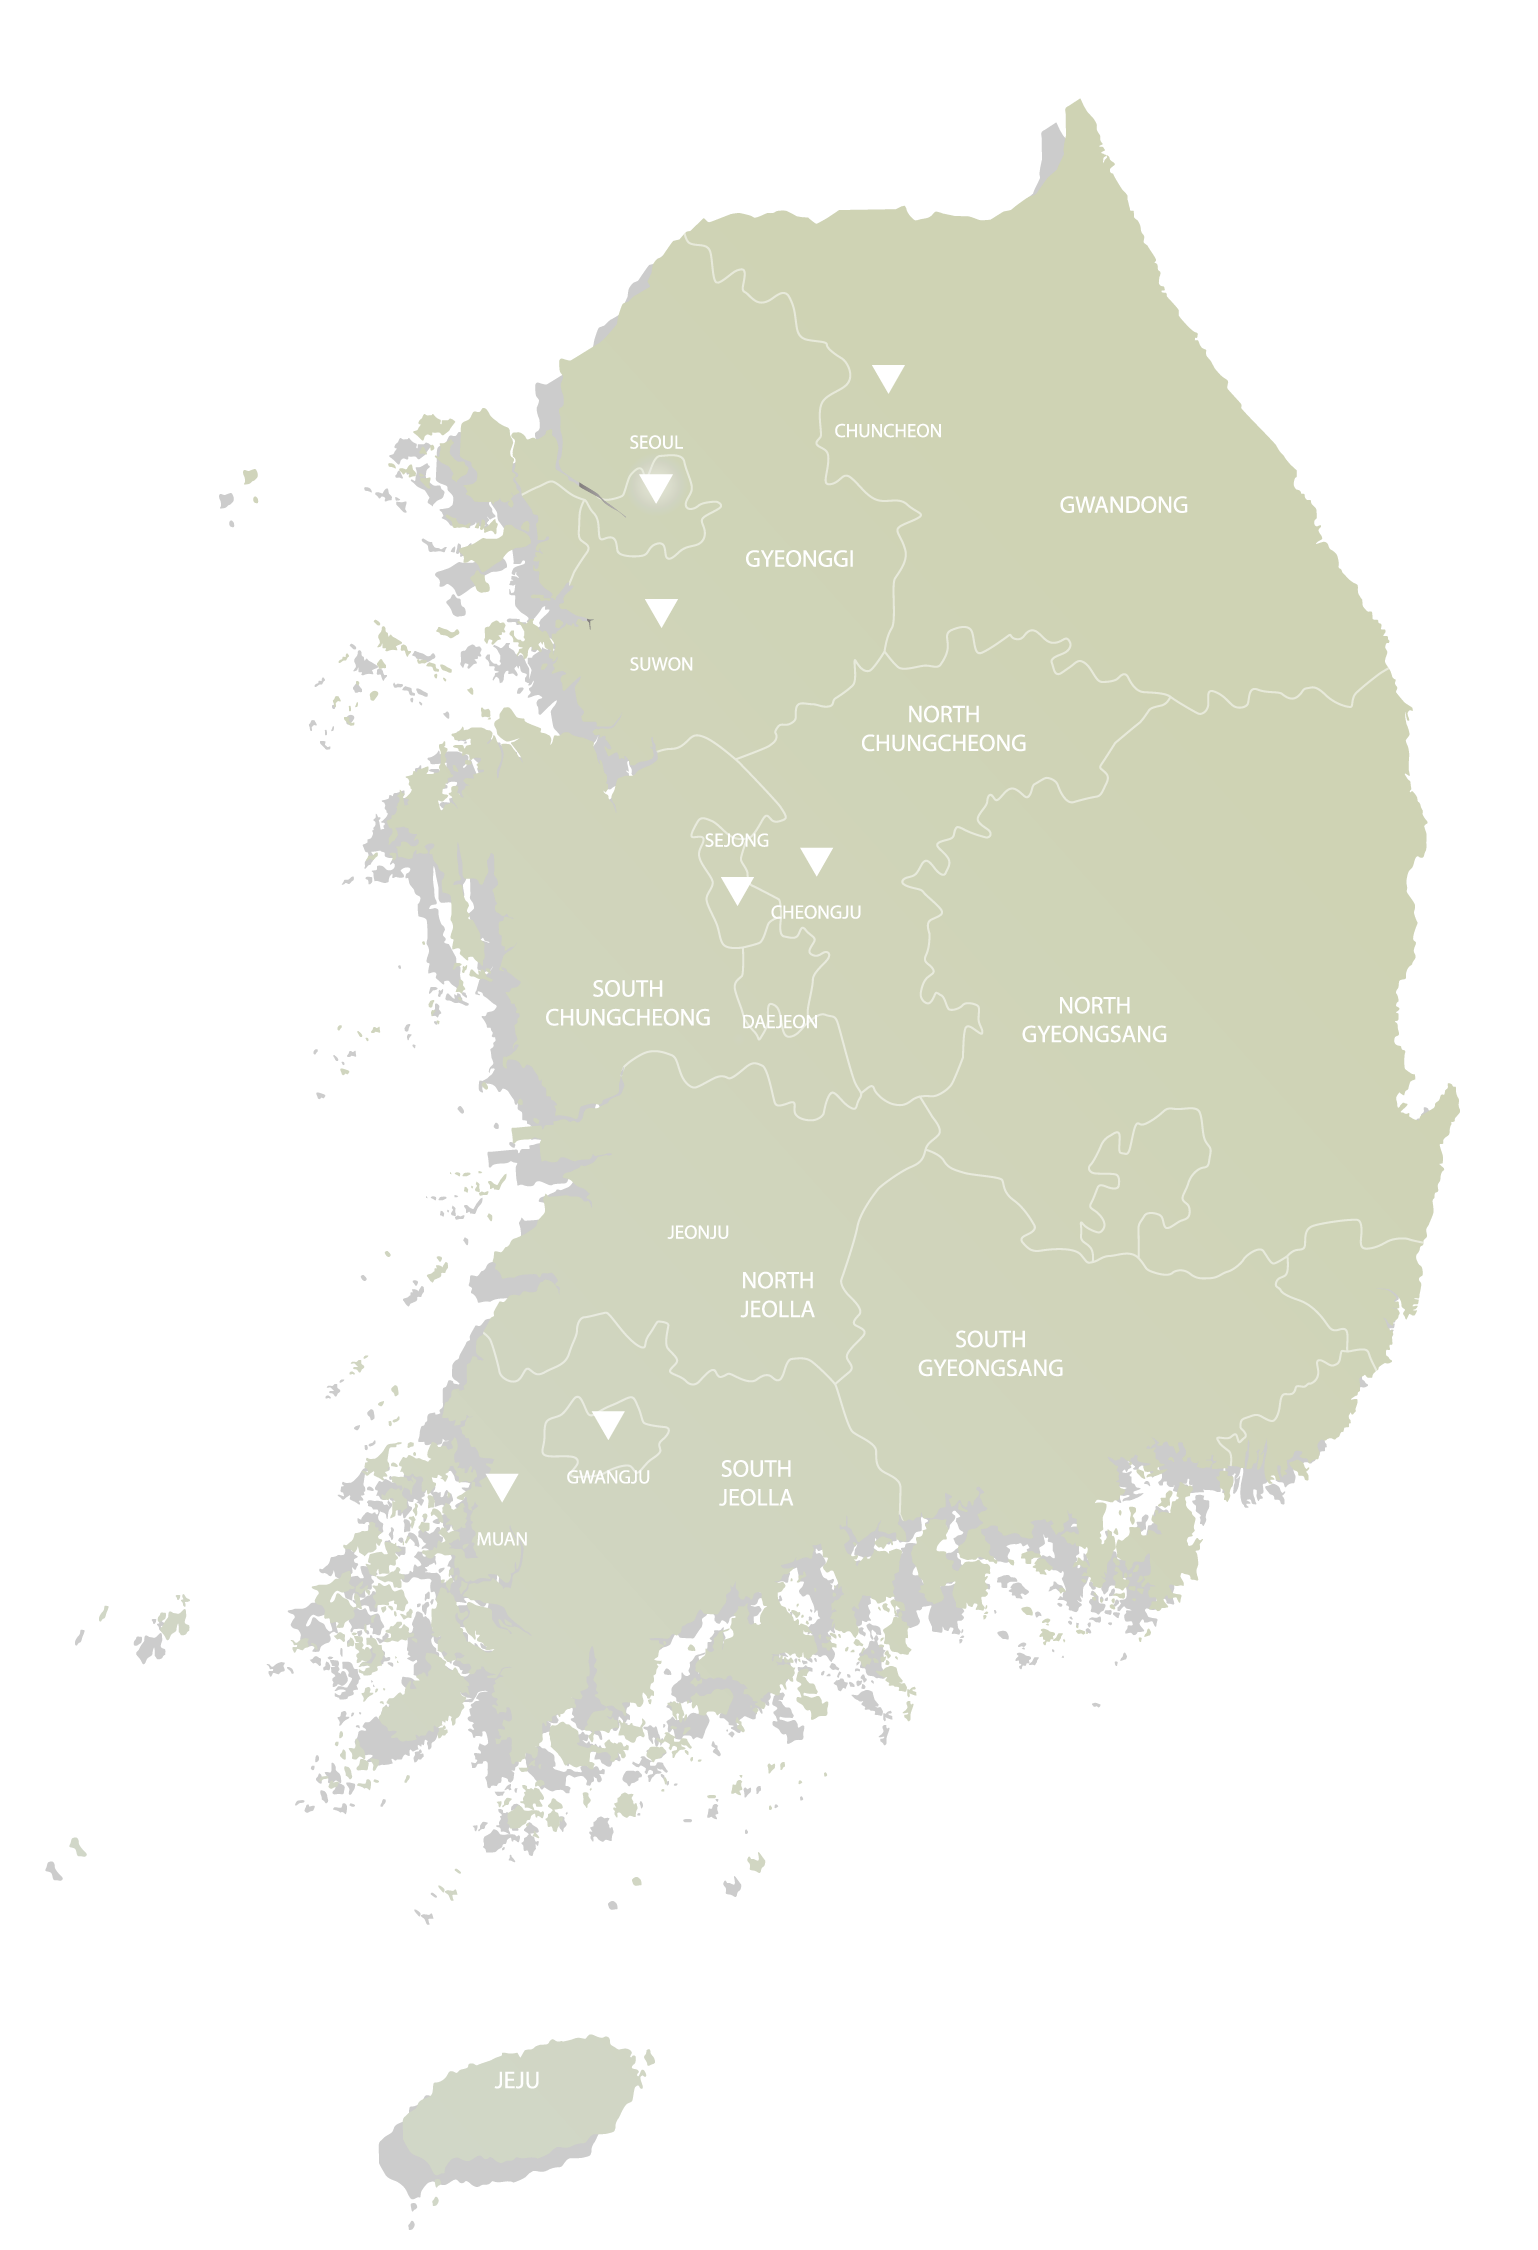 CHUNCHEON
SEOUL
GWANDONG
GYEONGGI
SUWON
NORTH
CHUNGCHEONG
SEJONG
CHEONGJU
SOUTH
CHUNGCHEONG
NORTH
GYEONGSANG
DAEJEON
JEONJU
NORTH
JEOLLA
SOUTH
GYEONGSANG
SOUTH
JEOLLA
GWANGJU
MUAN
JEJU